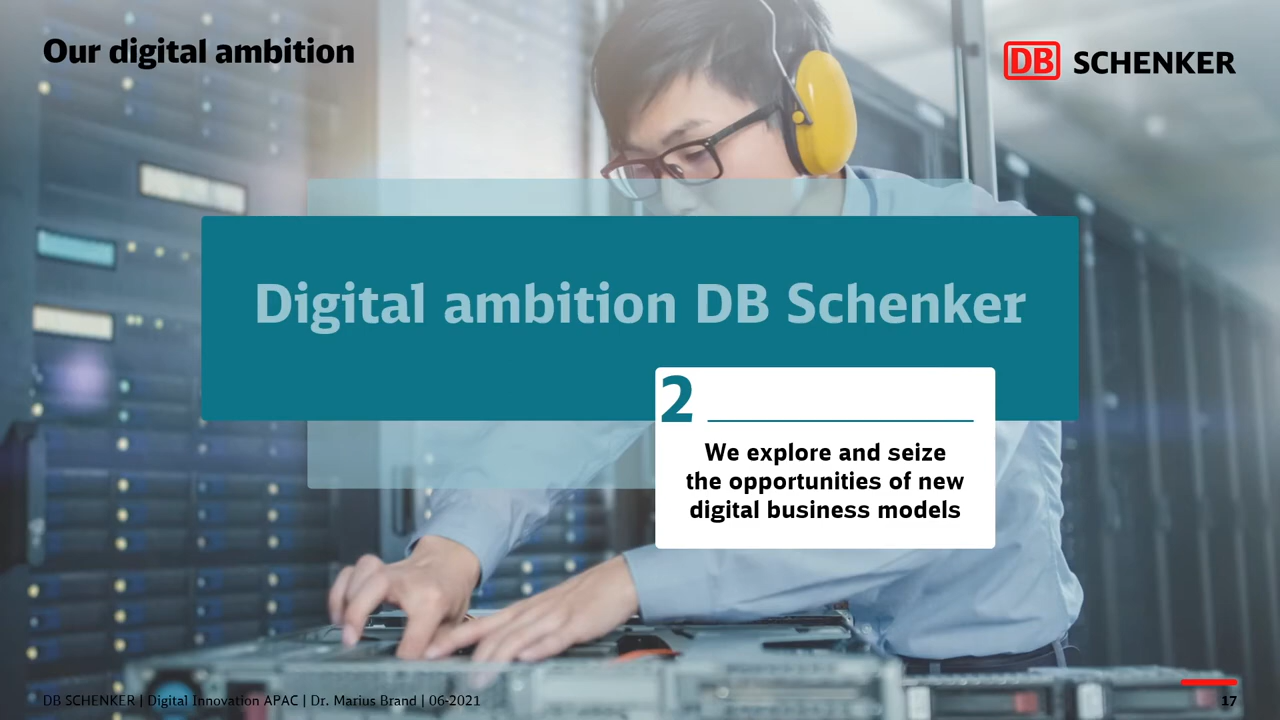 Our digital ambition
DB SCHENKER
Digital ambition DB Schenker
2
We explore and seize
the opportunities of new
digital business models
DB SCHENKER | Digital Innovation APAC | Dr. Marius Brand | 06-2021
17